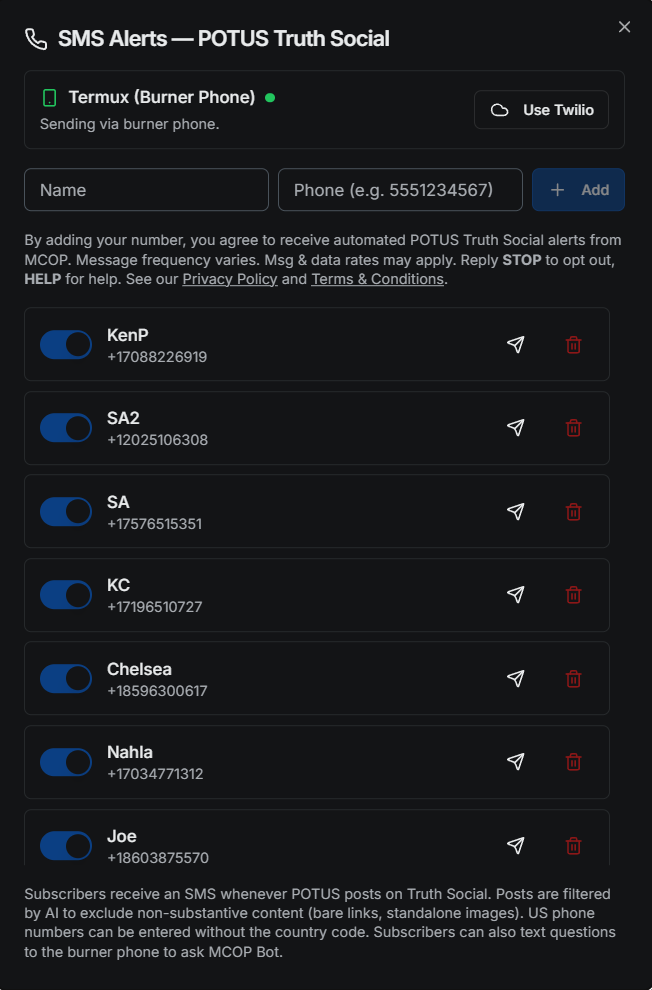 SMS Alerts — POTUS Truth Social
Termux (Burner Phone)
Sending via burner phone.
Use Twilio
Name
Phone (e.g. 5551234567)
+ Add
By adding your number, you agree to receive automated POTUS Truth Social alerts from
MCOP. Message frequency varies. Msg & data rates may apply. Reply STOP to opt out,
HELP for help. See our Privacy Policy and Terms & Conditions.
KenP
+17088226919
SA2
+12025106308
SA
+17576515351
KC
+17196510727
Chelsea
+18596300617
Nahla
+17034771312
Joe
+18603875570
Subscribers receive an SMS whenever POTUS posts on Truth Social. Posts are filtered
by AI to exclude non-substantive content (bare links, standalone images). US phone
numbers can be entered without the country code. Subscribers can also text questions
to the burner phone to ask MCOP Bot.